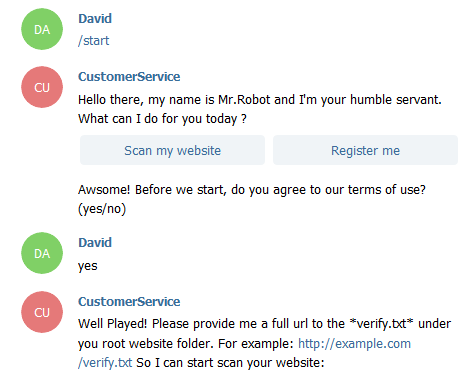 DA
David
/start
CU
CustomerService
Hello there, my name is Mr.Robot and I'm your humble servant.
What can I do for you today ?
Scan my website
Register me
Awsome! Before we start, do you agree to our terms of use?
(yes/no)
DA
David
yes
CU
CustomerService
Well Played! Please provide me a full url to the *verify.txt* under
you root website folder. For example: http://example.com
/verify.txt So I can start scan your website: